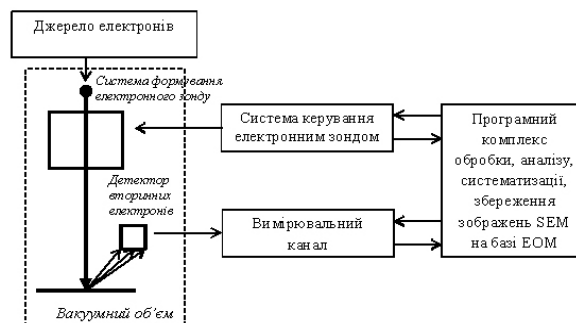 Джерело електронів
Система формування
електронного зонду
Система керування
електронним зондом
Програмний
комплекс
обробки, аналізу,
систематизації,
збереження
зображень SEM
на базі ЕОМ
Детектор
вторинних
електронів
Вимірювальний
канал
Вакуумний об’єм